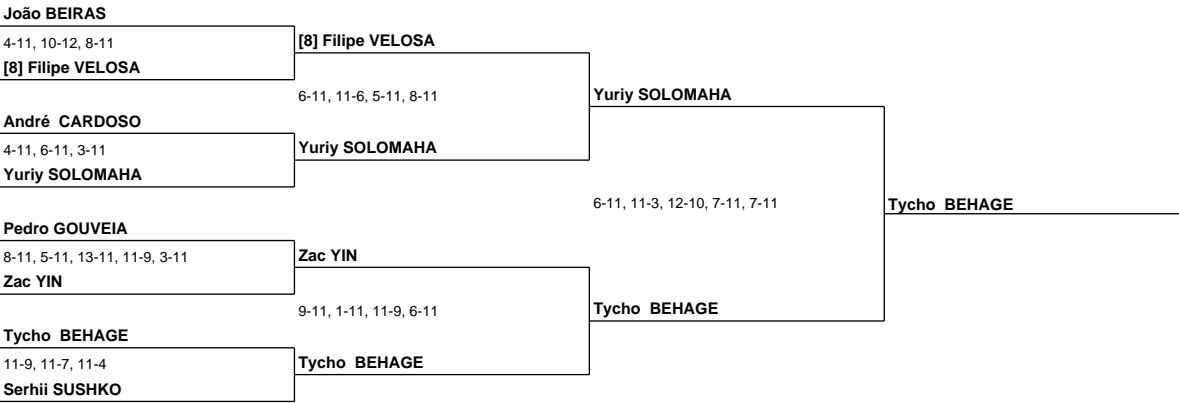 João BEIRAS
4-11, 10-12, 8-11
[8] Filipe VELOSA
[8] Filipe VELOSA
6-11, 11-6, 5-11, 8-11
Yuriy SOLOMAHA
André  CARDOSO
4-11, 6-11, 3-11
Yuriy SOLOMAHA
Yuriy SOLOMAHA
6-11, 11-3, 12-10, 7-11, 7-11
Tycho  BEHAGE
Pedro GOUVEIA
8-11, 5-11, 13-11, 11-9, 3-11
Zac YIN
Zac YIN
9-11, 1-11, 11-9, 6-11
Tycho  BEHAGE
Tycho  BEHAGE
11-9, 11-7, 11-4
Tycho  BEHAGE
Serhii SUSHKO